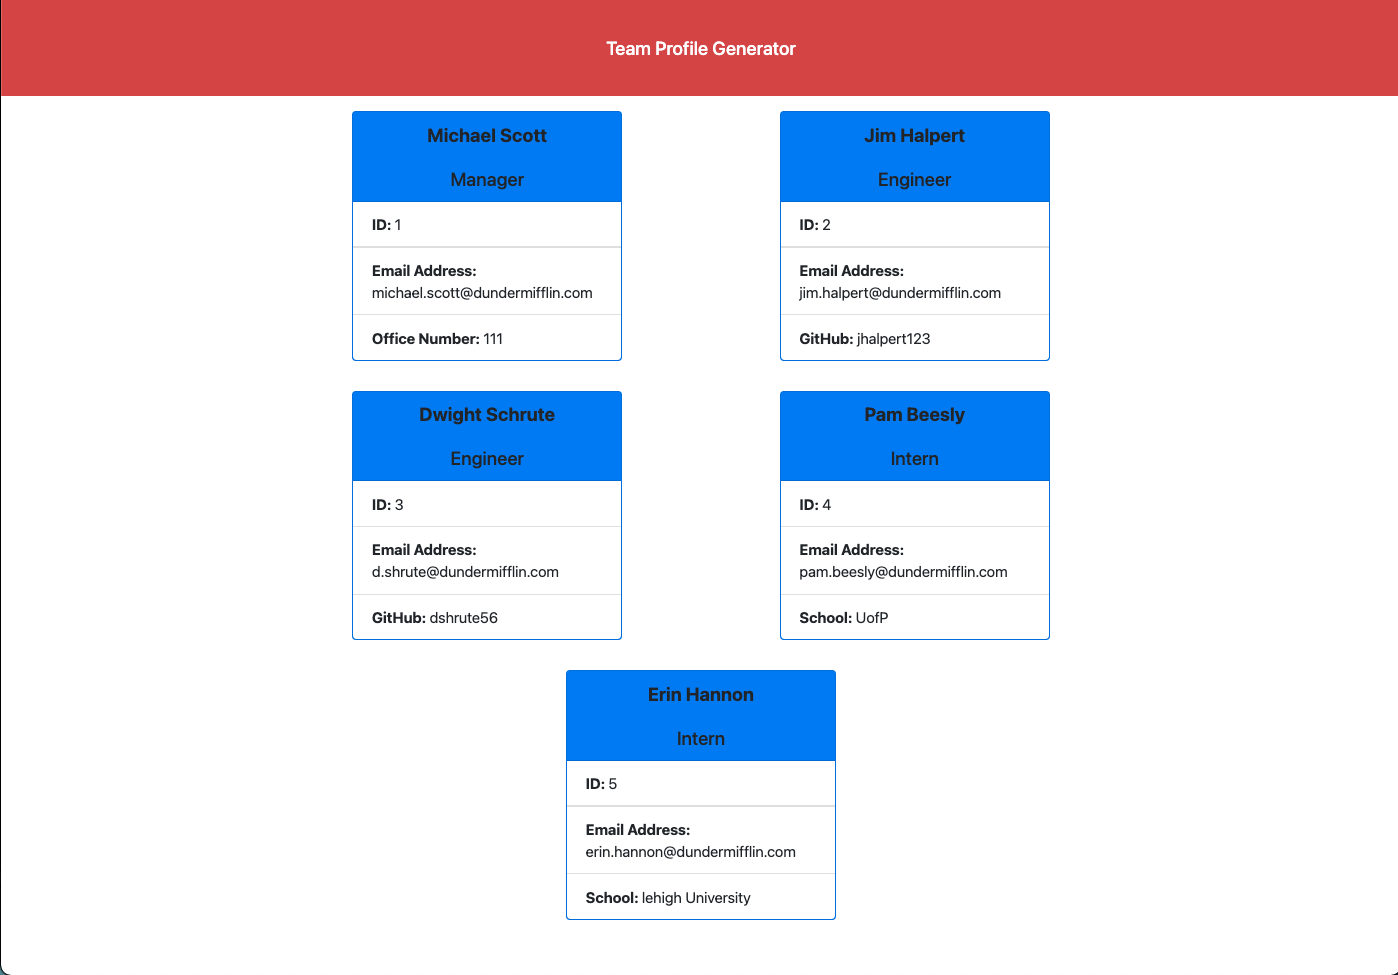 Team Profile Generator
Michael Scott
Manager
ID: 1
Email Address:
michael.scott@dundermifflin.com
Office Number: 111
Jim Halpert
Engineer
ID: 2
Email Address:
jim.halpert@dundermifflin.com
GitHub: jhalpert123
Dwight Schrute
Engineer
ID: 3
Email Address:
d.shrute@dundermifflin.com
GitHub: dshrute56
Pam Beesly
Intern
ID: 4
Email Address:
pam.beesly@dundermifflin.com
School: UofP
Erin Hannon
Intern
ID: 5
Email Address:
erin.hannon@dundermifflin.com
School: lehigh University